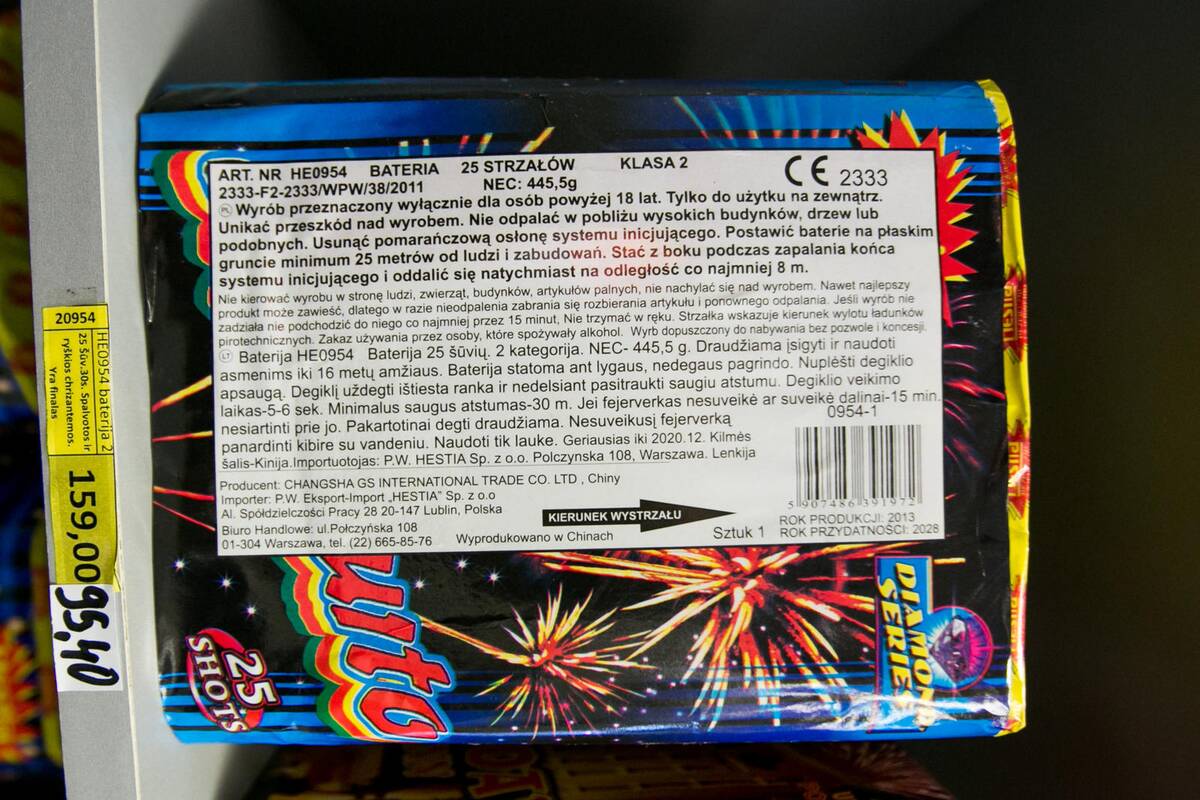 ART. NR HE0954 BATERIA 25 STRZAŁÓW KLASA 2
2333-F2-2333/WPW/38/2011 NEC: 445,5g CE 2333
PL Wyrób przeznaczony wyłącznie dla osób powyżej 18 lat. Tylko do użytku na zewnątrz.
Unikać przeszkód nad wyrobem. Nie odpalać w pobliżu wysokich budynków, drzew lub
podobnych. Usunąć pomarańczową osłonę systemu inicjującego. Postawić baterie na płaskim
gruncie minimum 25 metrów od ludzi i zabudowań. Stać z boku podczas zapalania końca
systemu inicjującego i oddalić się natychmiast na odległość co najmniej 8 m.
Nie kierować wyrobu w stronę ludzi, zwierząt, budynków, artykułów palnych, nie nachylać się nad wyrobem. Nawet najlepszy
produkt może zawieść, dlatego w razie nieodpalenia zabrania się rozbierania artykułu i ponownego odpalania. Jeśli wyrób nie
zadziała nie podchodzić do niego co najmniej przez 15 minut, Nie trzymać w ręku. Strzałka wskazuje kierunek wylotu ładunków
pirotechnicznych. Zakaz używania przez osoby, które spożywały alkohol. Wyrb dopuszczony do nabywania bez pozwole i koncesji.
LT Baterija HE0954 Baterija 25 šūvių. 2 kategorija. NEC- 445,5 g. Draudžiama įsigyti ir naudoti
asmenims iki 16 metų amžiaus. Baterija statoma ant lygaus, nedegaus pagrindo. Nuplėšti degiklio
apsaugą. Degiklį uždegti ištiesta ranka ir nedelsiant pasitraukti saugiu atstumu. Degiklio veikimo
laikas-5-6 sek. Minimalus saugus atstumas-30 m. Jei fejerverkas nesuveikė ar suveikė dalinai-15 min.
nesiartinti prie jo. Pakartotinai degti draudžiama. Nesuveikusį fejerverką
panardinti kibire su vandeniu. Naudoti tik lauke. Geriausias iki 2020.12. Kilmės
šalis-Kinija.Importuotojas: P.W. HESTIA Sp. z o.o. Polczynska 108, Warszawa. Lenkija
0954-1
5 907486 391972
Producent: CHANGSHA GS INTERNATIONAL TRADE CO. LTD , Chiny
Importer: P.W. Eksport-Import „HESTIA" Sp. z o.o
Al. Spółdzielczości Pracy 28 20-147 Lublin, Polska
Biuro Handlowe: ul.Połczyńska 108
01-304 Warszawa, tel. (22) 665-85-76
Wyprodukowano w Chinach
KIERUNEK WYSTRZAŁU
Sztuk 1
ROK PRODUKCJI: 2013
ROK PRZYDATNOŚCI: 2028
25
SHOTS
DIAMOND
SERIES
20954
HE0954 baterija 2
25 šūv.30s. Spalvotos ir
ryškios chrizantemos.
Yra finalas
159,00
95,40